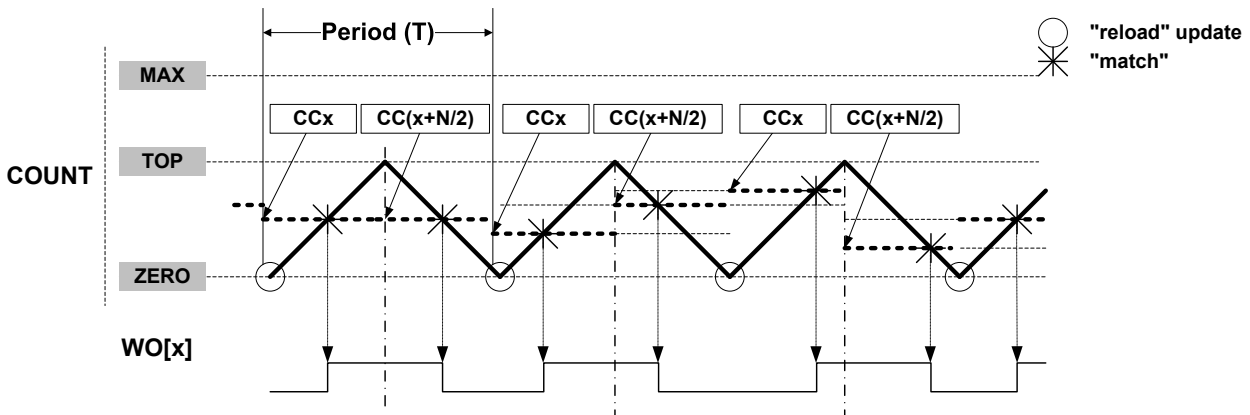 Period (T)
"reload" update
"match"
MAX
CCx
CC(x+N/2)
CCx
CC(x+N/2)
CCx
CC(x+N/2)
TOP
COUNT
ZERO
WO[x]